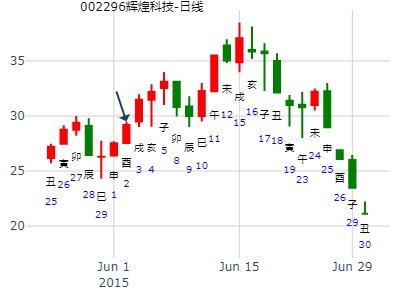 002296辉煌科技-日线
35
30
25
20
丑
25
寅
26
卯
27
辰
28
巳
29
申
1
酉
2
戌
3
亥
4
子
5
卯
8
辰
9
巳
10
午
11
未
12
戌
15
亥
16
子
17
丑
18
寅
19
午
23
未
24
申
25
酉
26
子
29
丑
30
Jun 1
2015
Jun 15
Jun 29